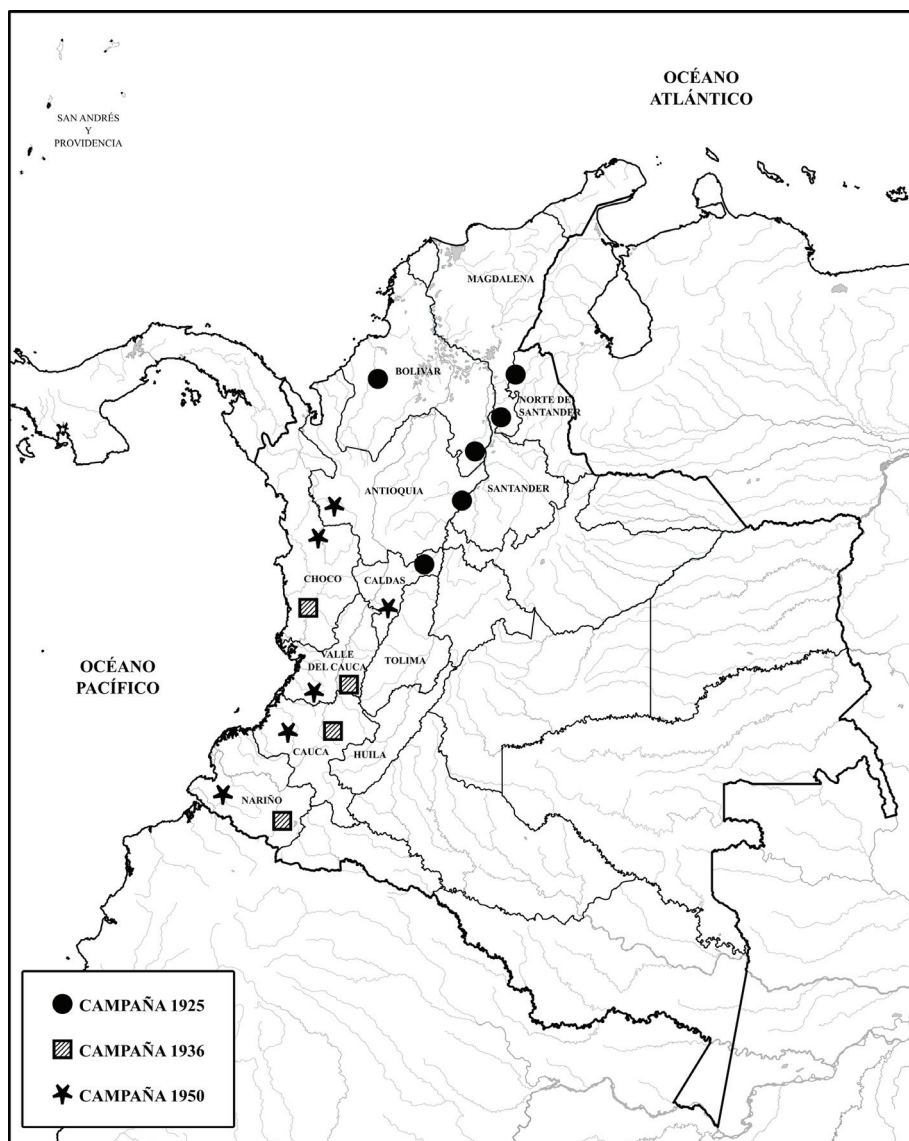 OCÉANO
ATLÁNTICO
SAN ANDRÉS
Y
PROVIDENCIA
MAGDALENA
BOLIVAR
NORTE DE
SANTANDER
ANTIOQUIA
SANTANDER
CHOCO
CALDAS
VALLE
DEL CAUCA
TOLIMA
OCÉANO
PACÍFICO
CAUCA
HUILA
NARIÑO
CAMPAÑA 1925
CAMPAÑA 1936
CAMPAÑA 1950